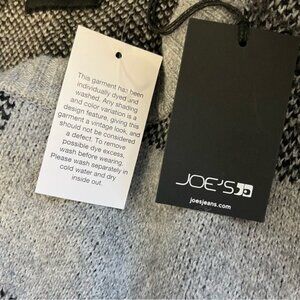 This garment has been
individually dyed and
washed. Any shading
and color variation is a
design feature, giving this
garment a vintage look, and
should not be considered
a defect. To remove
possible dye excess,
wash before wearing.
Please wash separately in
cold water and dry
inside out.
JOE'S
joesjeans.com